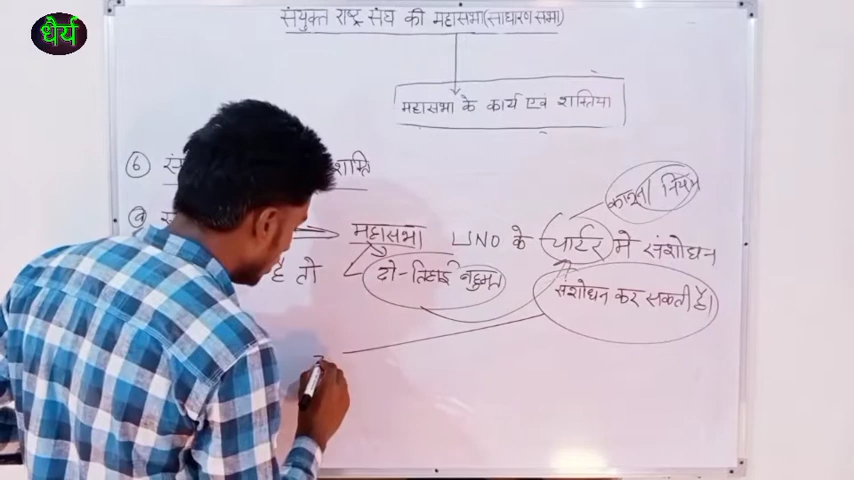 धैर्य
संयुक्त राष्ट्र संघ की महासभा(साधारण सभा)
महासभा के कार्य एवं शक्तिया
⑥ सं शक्ति
कानून/नियम
महासभा UNO के चार्टर मे संशोधन
है तो दो-तिहाई बहुमत संशोधन कर सकती है।